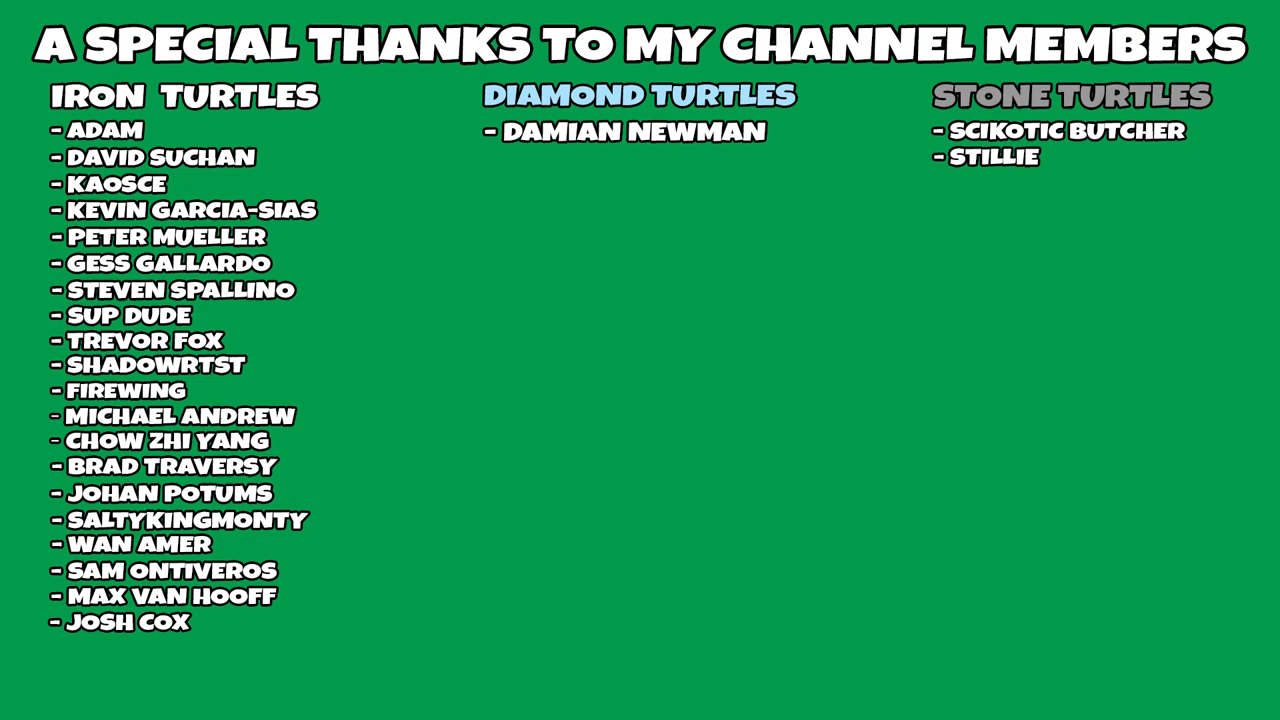 A SPECIAL THANKS TO MY CHANNEL MEMBERS
IRON TURTLES
- ADAM
- DAVID SUCHAN
- KAOSCE
- KEVIN GARCIA-SIAS
- PETER MUELLER
- GESS GALLARDO
- STEVEN SPALLINO
- SUP DUDE
- TREVOR FOX
- SHADOWRTST
- FIREWING
- MICHAEL ANDREW
- CHOW ZHI YANG
- BRAD TRAVERSY
- JOHAN POTUMS
- SALTYKINGMONTY
- WAN AMER
- SAM ONTIVEROS
- MAX VAN HOOFF
- JOSH COX
DIAMOND TURTLES
- DAMIAN NEWMAN
STONE TURTLES
- SCIKOTIC BUTCHER
- STILLIE